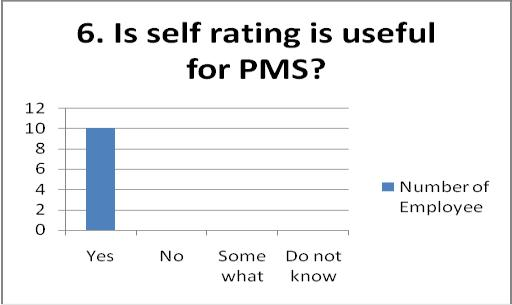 6. Is self rating is useful
for PMS?
12
10
8
6
4
2
0
Yes No Some Do not
what know
Number of
Employee